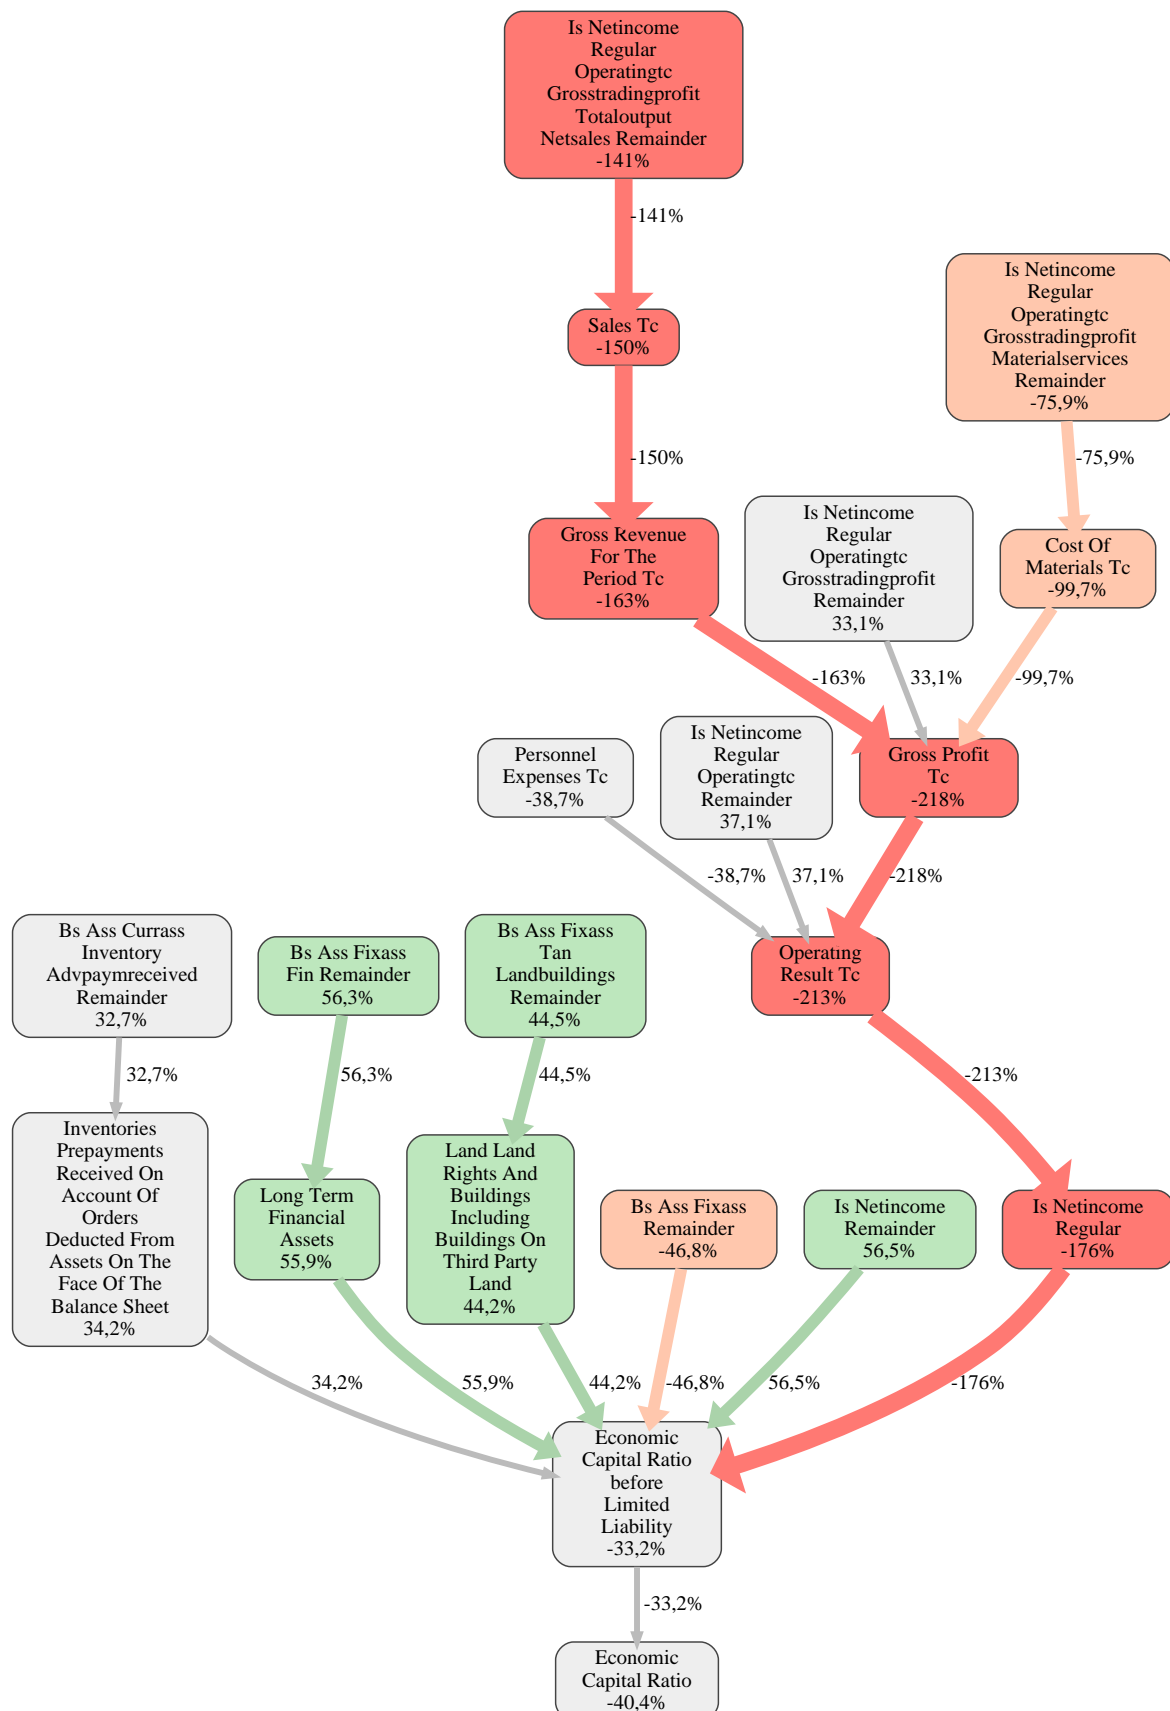 Is Netincome
Regular
Operatingtc
Grosstradingprofit
Totaloutput
Netsales Remainder
-141%
-141%
Is Netincome
Regular
Operatingtc
Grosstradingprofit
Materialservices
Remainder
-75,9%
Sales Tc
-150%
-150%
-75,9%
Is Netincome
Regular
Operatingtc
Grosstradingprofit
Remainder
33,1%
Gross Revenue
For The
Period Tc
-163%
Cost Of
Materials Tc
-99,7%
-163%
33,1%
-99,7%
Personnel
Expenses Tc
-38,7%
Is Netincome
Regular
Operatingtc
Remainder
37,1%
Gross Profit
Tc
-218%
-38,7%
37,1%
-218%
Bs Ass Currass
Inventory
Advpaymreceived
Remainder
32,7%
Bs Ass Fixass
Fin Remainder
56,3%
Bs Ass Fixass
Tan
Landbuildings
Remainder
44,5%
Operating
Result Tc
-213%
32,7%
56,3%
44,5%
-213%
Inventories
Prepayments
Received On
Account Of
Orders
Deducted From
Assets On The
Face Of The
Balance Sheet
34,2%
Long Term
Financial
Assets
55,9%
Land Land
Rights And
Buildings
Including
Buildings On
Third Party
Land
44,2%
Bs Ass Fixass
Remainder
-46,8%
Is Netincome
Remainder
56,5%
Is Netincome
Regular
-176%
34,2%
55,9%
44,2%
-46,8%
56,5%
-176%
Economic
Capital Ratio
before
Limited
Liability
-33,2%
-33,2%
Economic
Capital Ratio
-40,4%